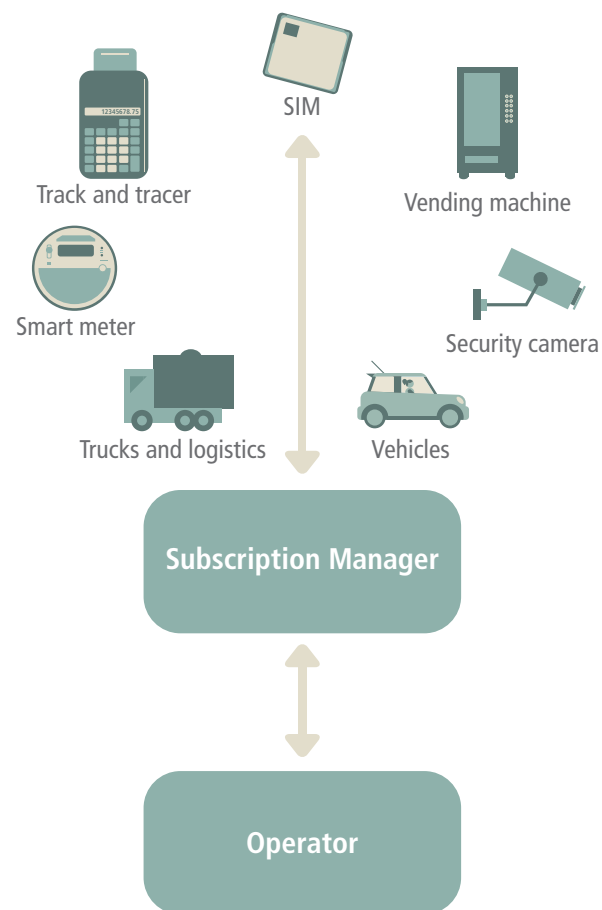 SIM
12345678.75
Track and tracer
Vending machine
Smart meter
Security camera
Trucks and logistics
Vehicles
Subscription Manager
Operator